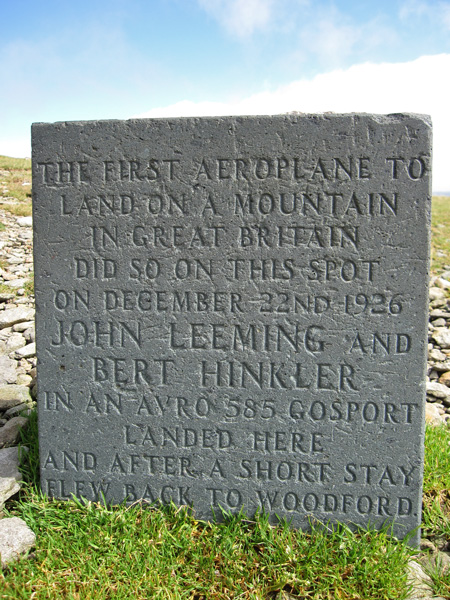 THE FIRST AEROPLANE TO
LAND ON A MOUNTAIN
IN GREAT BRITAIN
DID SO ON THIS SPOT
ON DECEMBER 22ND 1926
JOHN LEEMING AND
BERT HINKLER
IN AN AVRO 585 GOSPORT
LANDED HERE
AND AFTER A SHORT STAY
FLEW BACK TO WOODFORD.